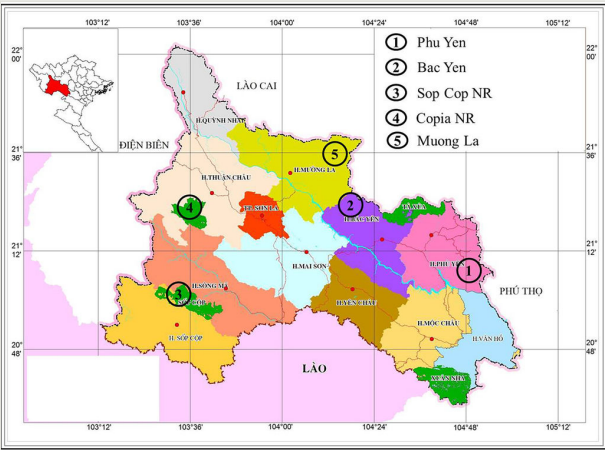 103°12' 103°36' 104°00' 104°24' 104°48' 105°12'
1 Phu Yen
2 Bac Yen
3 Sop Cop NR
4 Copia NR
5 Muong La
22° 00'
22° 00'
LÀO CAI
H.QUỲNH NHAI
ĐIỆN BIÊN
21° 36'
21° 36'
5
H.MƯỜNG LA
H.THUẬN CHÂU
4
TP. SƠN LA
2
H.BẮC YÊN
TÀ XÙA
21° 12'
21° 12'
H.MAI SƠN
H.PHÙ YÊN
1
H.SÔNG MÃ
3
SỐP CỘP
H.YÊN CHÂU
PHÚ THỌ
H. SỐP CỘP
H.MỘC CHÂU
H.VÂN HỒ
20° 48'
20° 48'
LÀO
XUÂN NHA
103°12' 103°36' 104°00' 104°24' 104°48' 105°12'